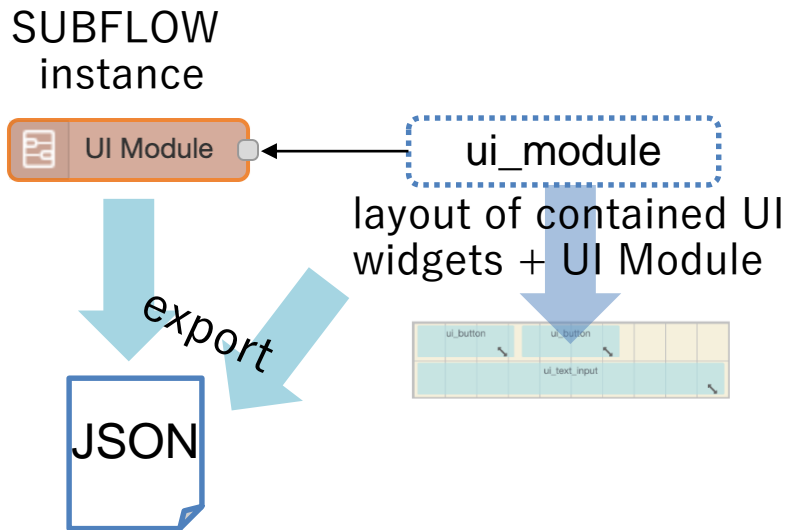 SUBFLOW
instance
UI Module
ui_module
layout of contained UI
widgets + UI Module
export
ui_button
ui_button
ui_text_input
JSON